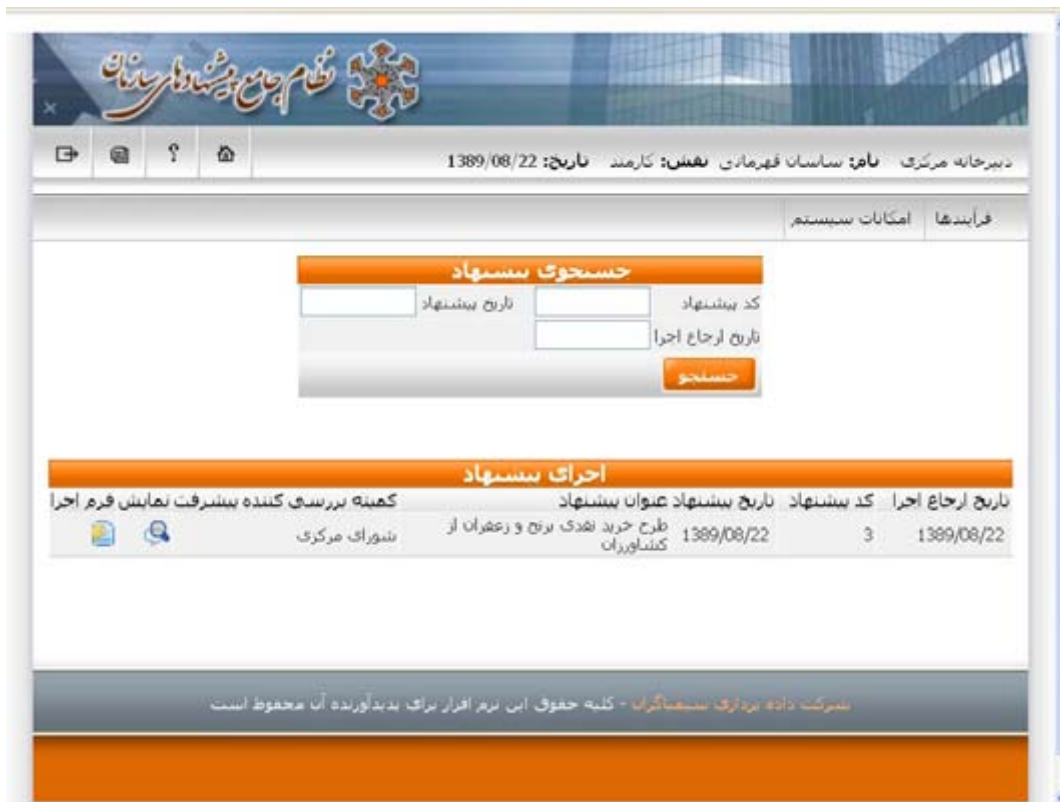 نظام جامع پیشنهادهای سازمان
دبیرخانه مرکزی نام: ساسان قهرمانی نقش: کارمند تاریخ: 1389/08/22
فرآیندها امکانات سیستم
جستجوی پیشنهاد
کد پیشنهاد تاریخ پیشنهاد
تاریخ ارجاع اجرا
جستجو
اجرای پیشنهاد
تاریخ ارجاع اجرا کد پیشنهاد تاریخ پیشنهاد عنوان پیشنهاد کمیته بررسی کننده پیشرفت نمایش فرم اجرا
1389/08/22 3 1389/08/22 طرح خرید نقدی برنج و زعفران از کشاورزان شورای مرکزی
شرکت داده پردازی سیمیاگران - کلیه حقوق این نرم افزار برای پدیدآورنده آن محفوظ است